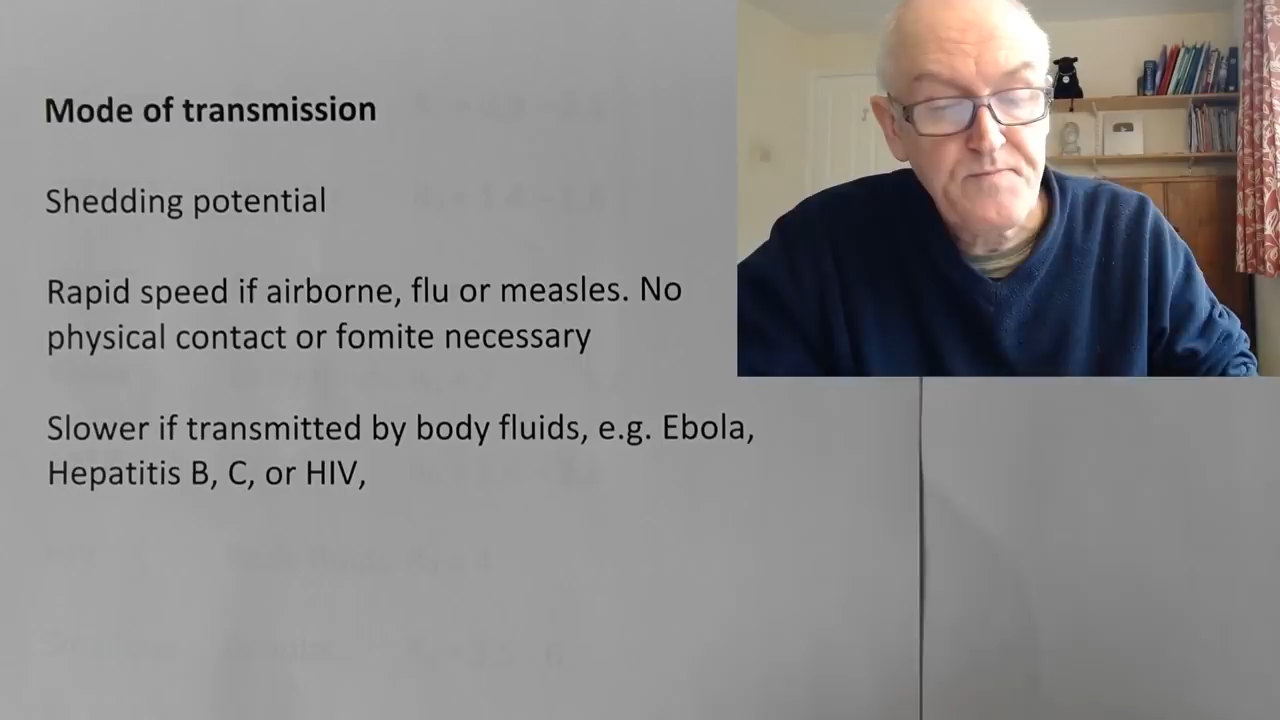 Mode of transmission
Shedding potential
Rapid speed if airborne, flu or measles. No
physical contact or fomite necessary
Slower if transmitted by body fluids, e.g. Ebola,
Hepatitis B, C, or HIV,